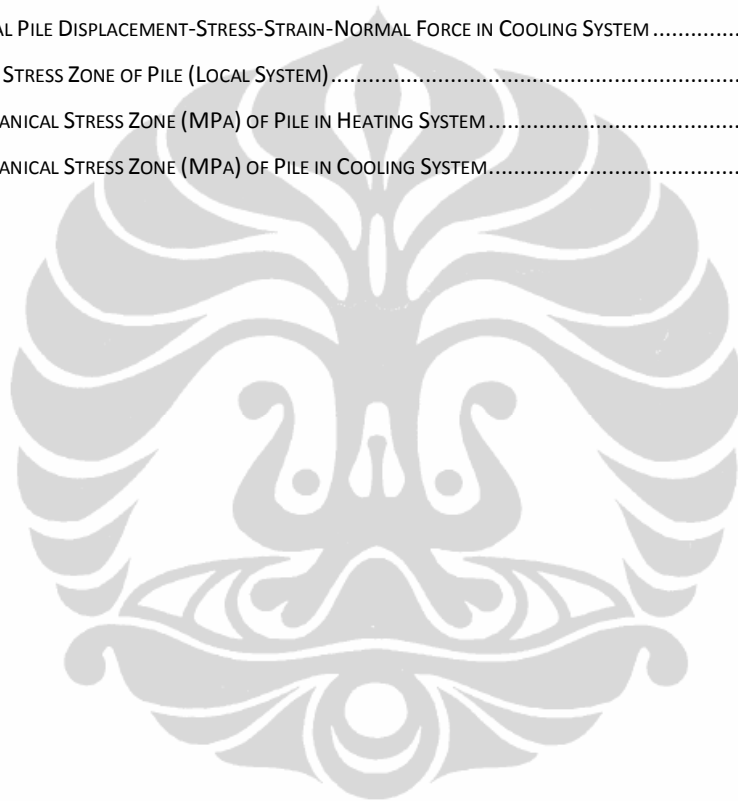 AL PILE DISPLACEMENT-STRESS-STRAIN-NORMAL FORCE IN COOLING SYSTEM ..............
STRESS ZONE OF PILE (LOCAL SYSTEM)..............................................................................
ANICAL STRESS ZONE (MPA) OF PILE IN HEATING SYSTEM................................................
ANICAL STRESS ZONE (MPA) OF PILE IN COOLING SYSTEM...............................................